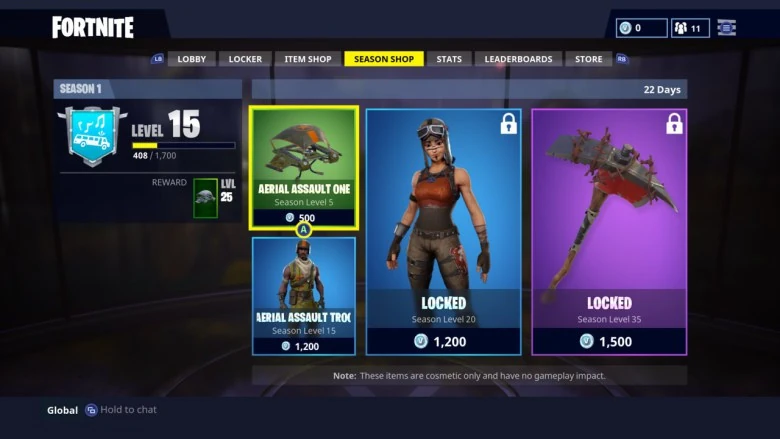 FORTNITE
0
11
LB LOBBY LOCKER ITEM SHOP SEASON SHOP STATS LEADERBOARDS STORE RB
SEASON 1
22 Days
LEVEL 15
408 / 1,700
REWARD
LVL
25
AERIAL ASSAULT ONE
Season Level 5
500
A
AERIAL ASSAULT TROO
Season Level 15
1,200
LOCKED
Season Level 20
1,200
LOCKED
Season Level 35
1,500
Note: These items are cosmetic only and have no gameplay impact.
Global Hold to chat